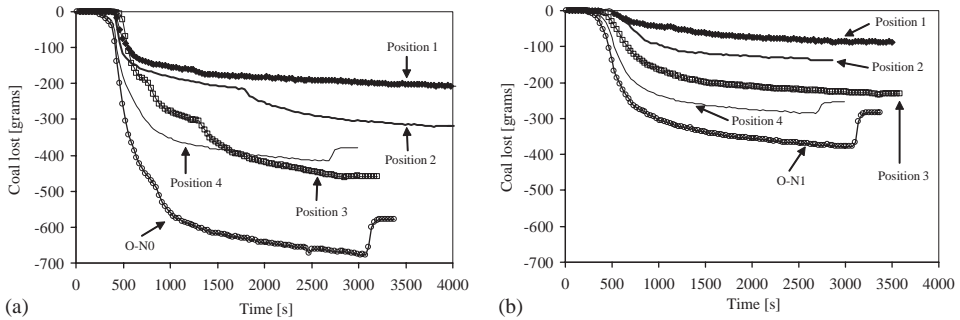 0
-100
-200
-300
-400
-500
-600
-700
Coal lost [grams]
Position 1
Position 2
Position 4
Position 3
O-N0
0 500 1000 1500 2000 2500 3000 3500 4000
Time [s]
(a)
0
-100
-200
-300
-400
-500
-600
-700
Coal lost [grams]
Position 1
Position 2
Position 4
Position 3
O-N1
0 500 1000 1500 2000 2500 3000 3500 4000
Time [s]
(b)